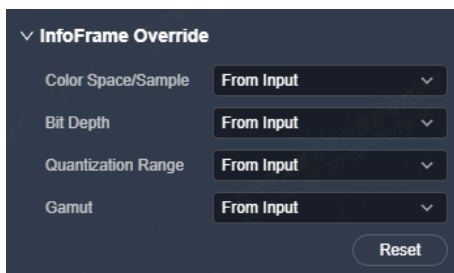 InfoFrame Override
Color Space/Sample From Input
Bit Depth From Input
Quantization Range From Input
Gamut From Input
Reset